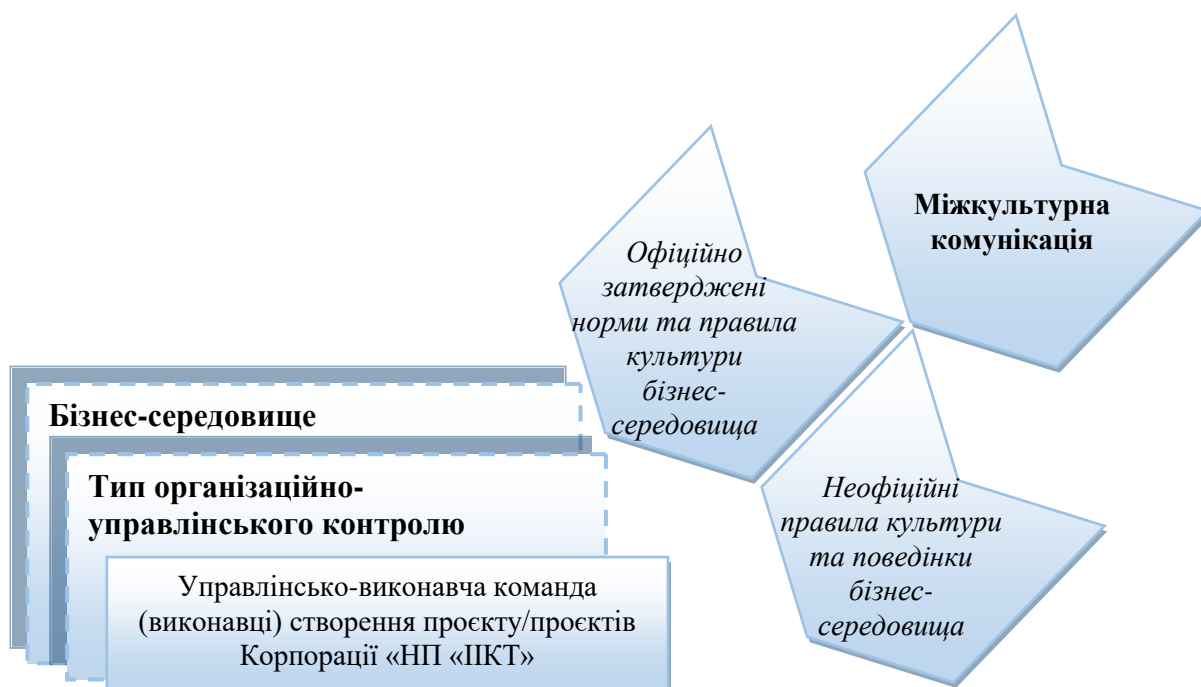 Міжкультурна
комунікація
Офіційно
затверджені
норми та правила
культури
бізнес-
середовища
Бізнес-середовище
Тип організаційно-
управлінського контролю
Управлінсько-виконавча команда
(виконавці) створення проєкту/проєктів
Корпорації «НП «ІІКТ»
Неофіційні
правила культури
та поведінки
бізнес-
середовища